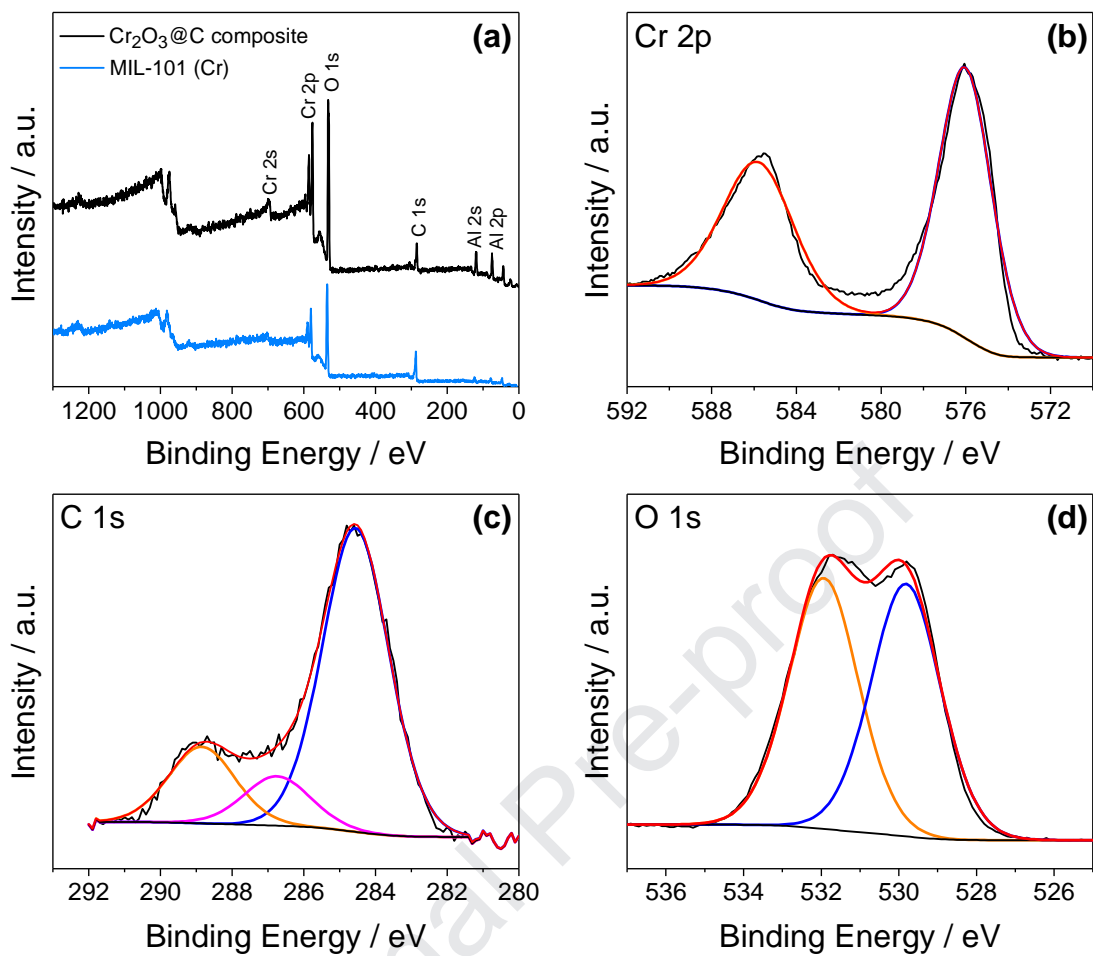 (a)
Cr₂O₃@C composite
MIL-101 (Cr)
Cr 2s
Cr 2p
O 1s
C 1s
Al 2s
Al 2p
Intensity / a.u.
1200 1000 800 600 400 200 0
Binding Energy / eV
Cr 2p (b)
Intensity / a.u.
592 588 584 580 576 572
Binding Energy / eV
C 1s (c)
Intensity / a.u.
292 290 288 286 284 282 280
Binding Energy / eV
O 1s (d)
Intensity / a.u.
536 534 532 530 528 526
Binding Energy / eV
nal Pre-proof